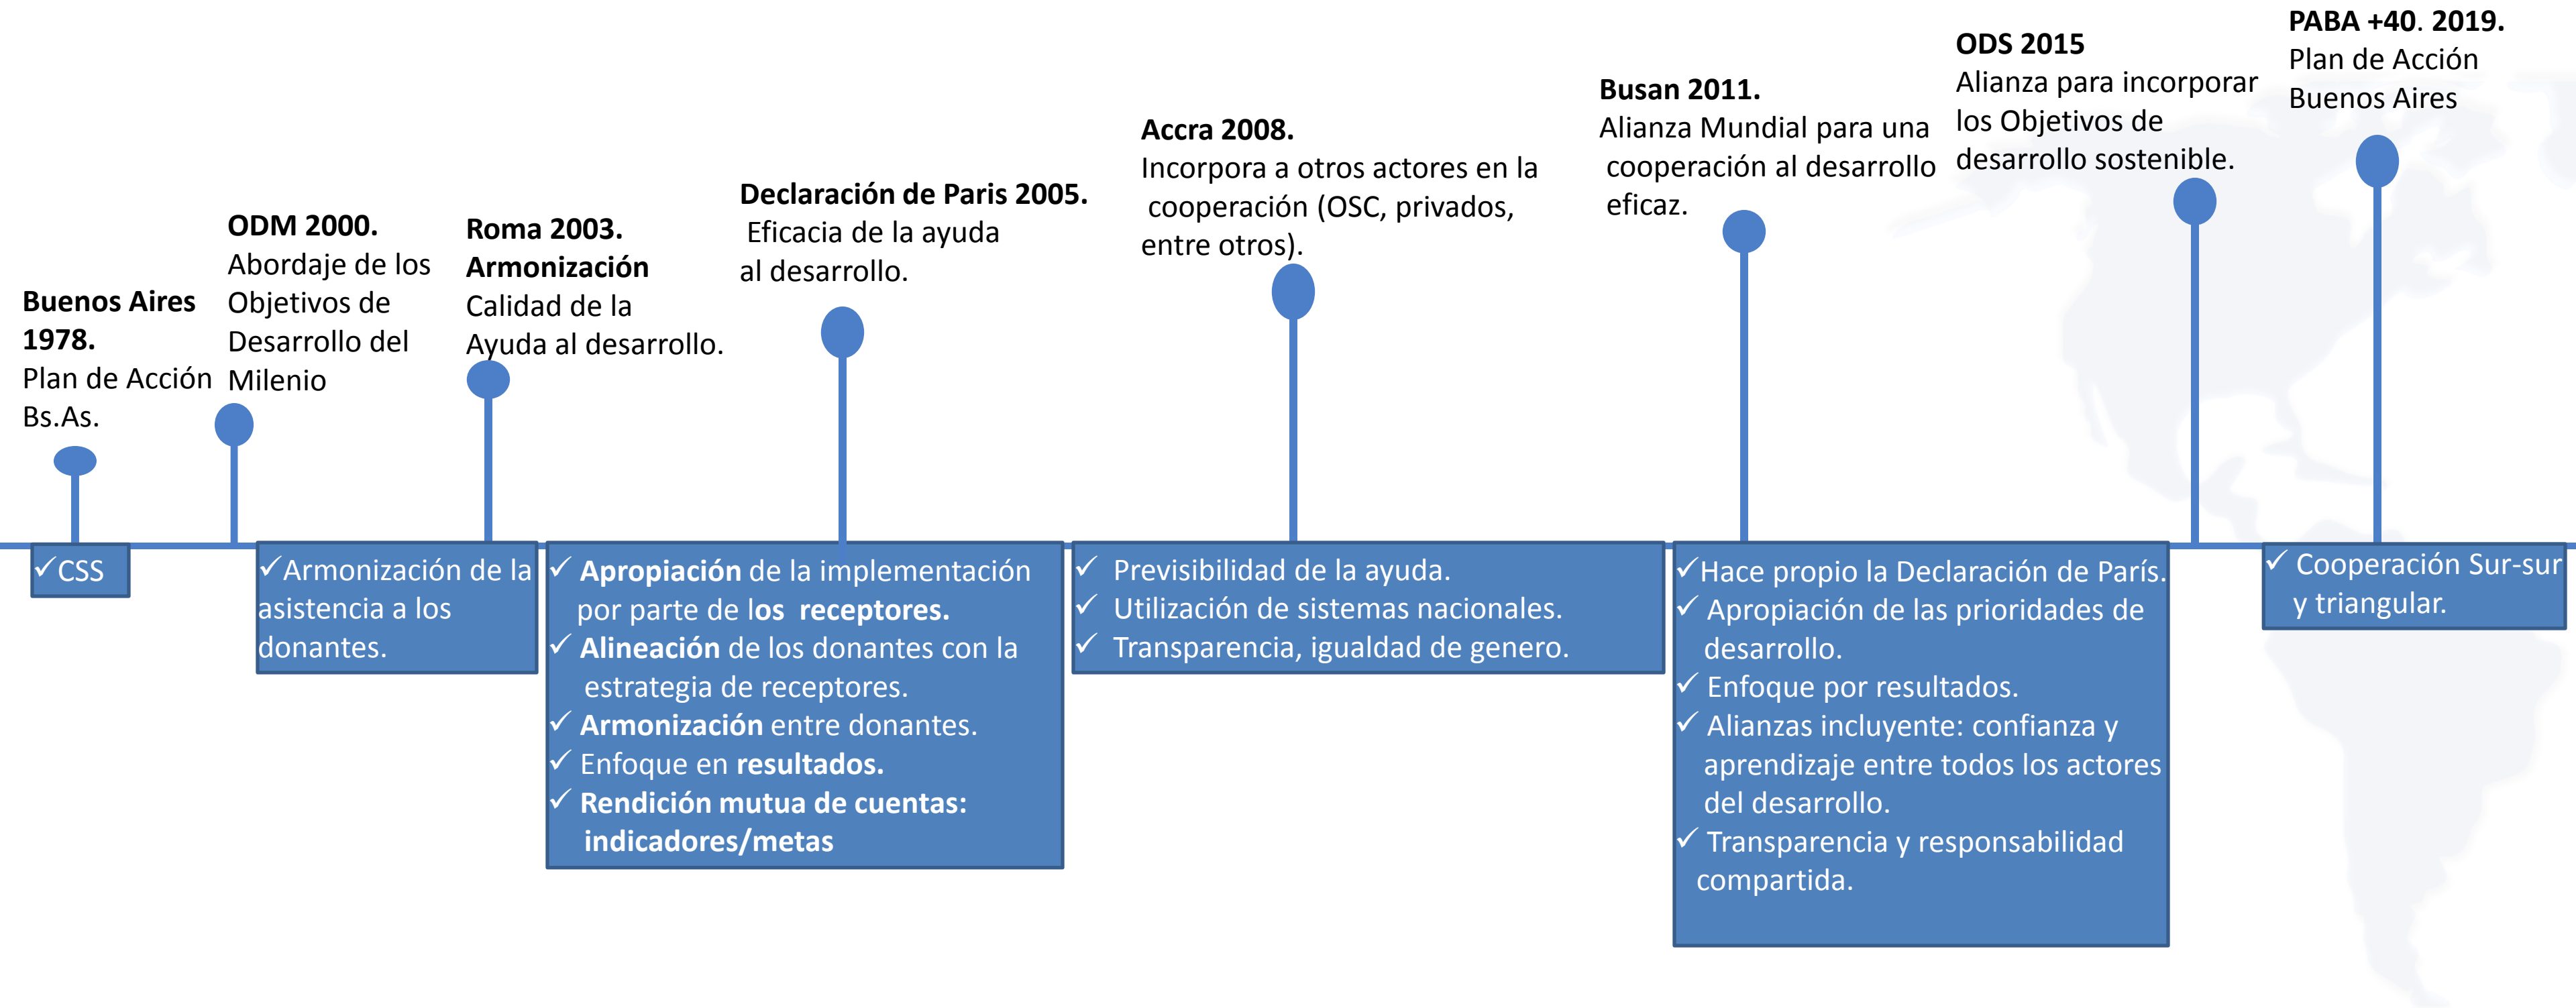 Buenos Aires
1978.
Plan de Acción
Bs.As.
ODM 2000.
Abordaje de los
Objetivos de
Desarrollo del
Milenio
Roma 2003.
Armonización
Calidad de la
Ayuda al desarrollo.
Declaración de Paris 2005.
Eficacia de la ayuda
al desarrollo.
Accra 2008.
Incorpora a otros actores en la
cooperación (OSC, privados,
entre otros).
Busan 2011.
Alianza Mundial para una
cooperación al desarrollo
eficaz.
ODS 2015
Alianza para incorporar
los Objetivos de
desarrollo sostenible.
PABA +40. 2019.
Plan de Acción
Buenos Aires
✓CSS
✓Armonización de la
asistencia a los
donantes.
✓ Apropiación de la implementación
por parte de los receptores.
✓ Alineación de los donantes con la
estrategia de receptores.
✓ Armonización entre donantes.
✓ Enfoque en resultados.
✓ Rendición mutua de cuentas:
indicadores/metas
✓ Previsibilidad de la ayuda.
✓ Utilización de sistemas nacionales.
✓ Transparencia, igualdad de genero.
✓Hace propio la Declaración de París.
✓ Apropiación de las prioridades de
desarrollo.
✓ Enfoque por resultados.
✓ Alianzas incluyente: confianza y
aprendizaje entre todos los actores
del desarrollo.
✓ Transparencia y responsabilidad
compartida.
✓ Cooperación Sur-sur
y triangular.